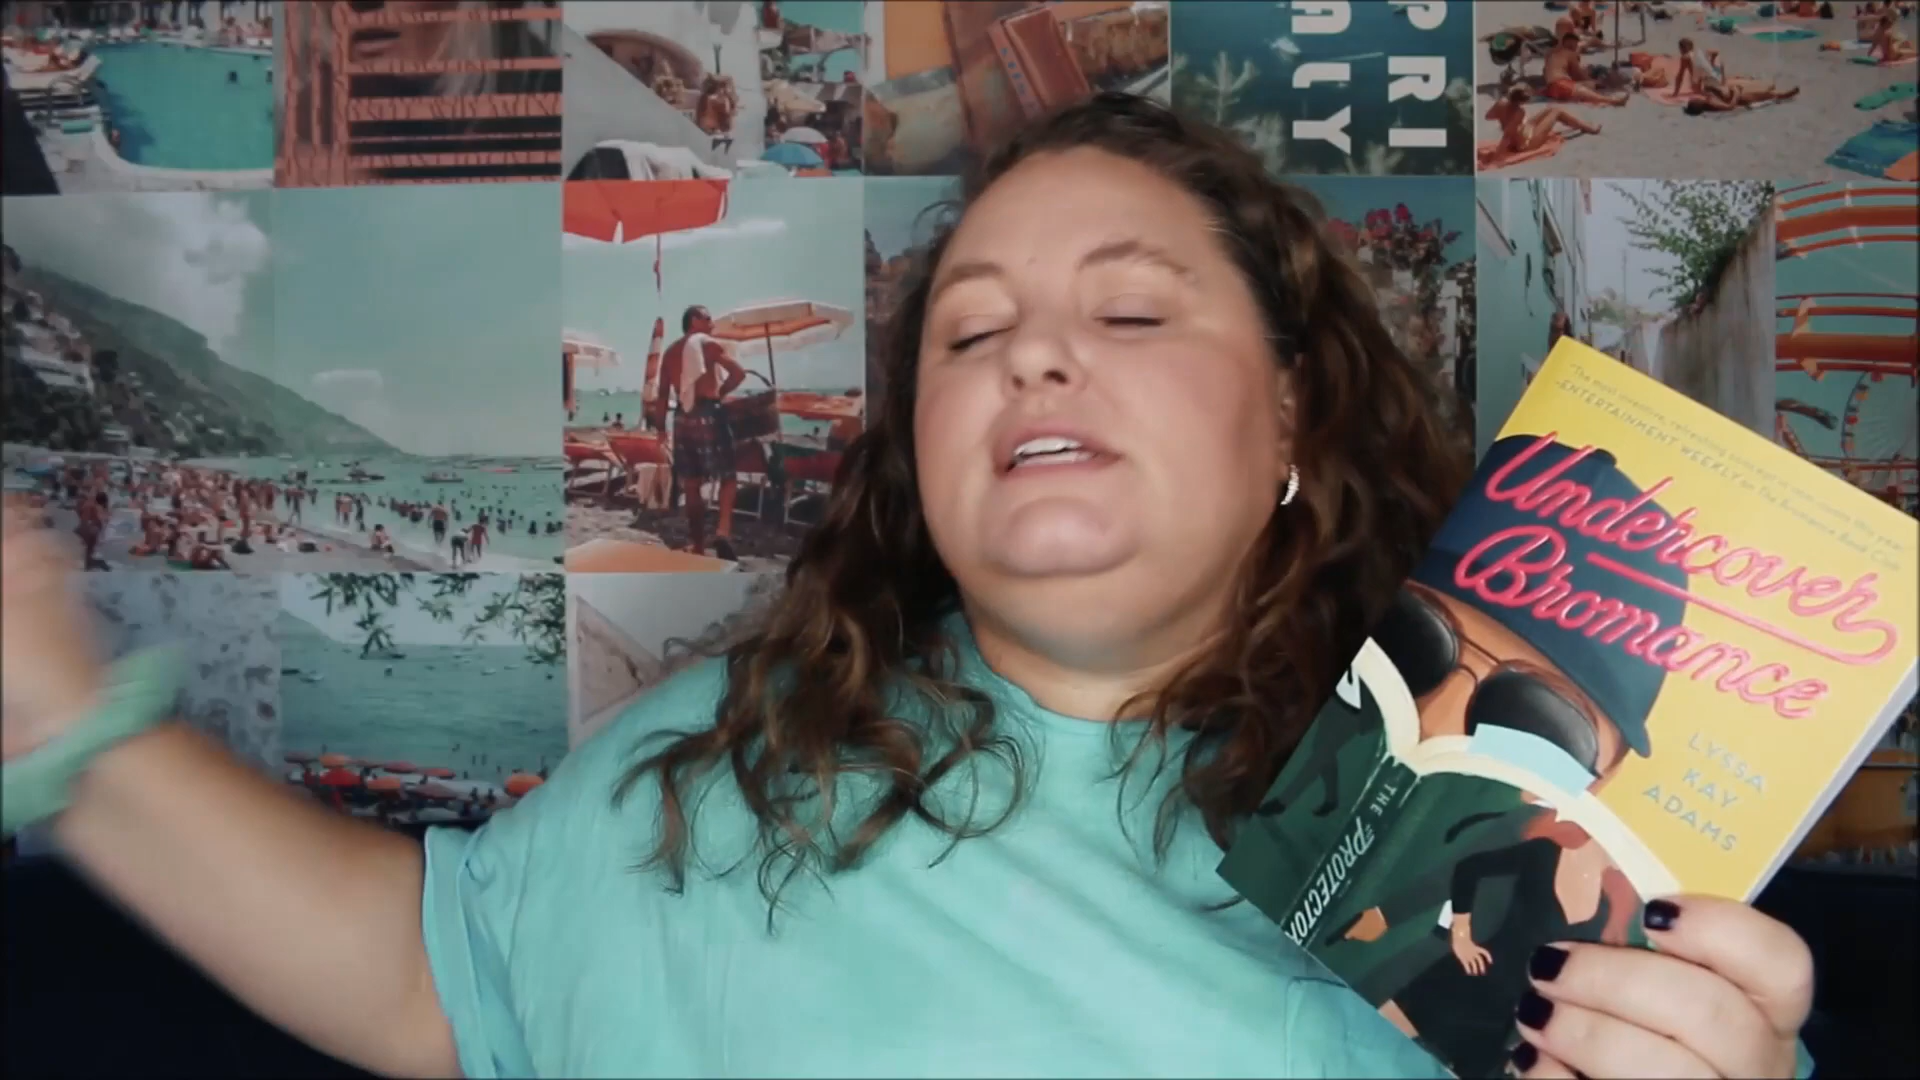 PRI
ALY
"The most inventive, refreshing concept in rom-coms this year."
-ENTERTAINMENT WEEKLY on The Bromance Book Club
Undercover
Bromance
LYSSA
KAY
ADAMS
THE
PROTECTOR